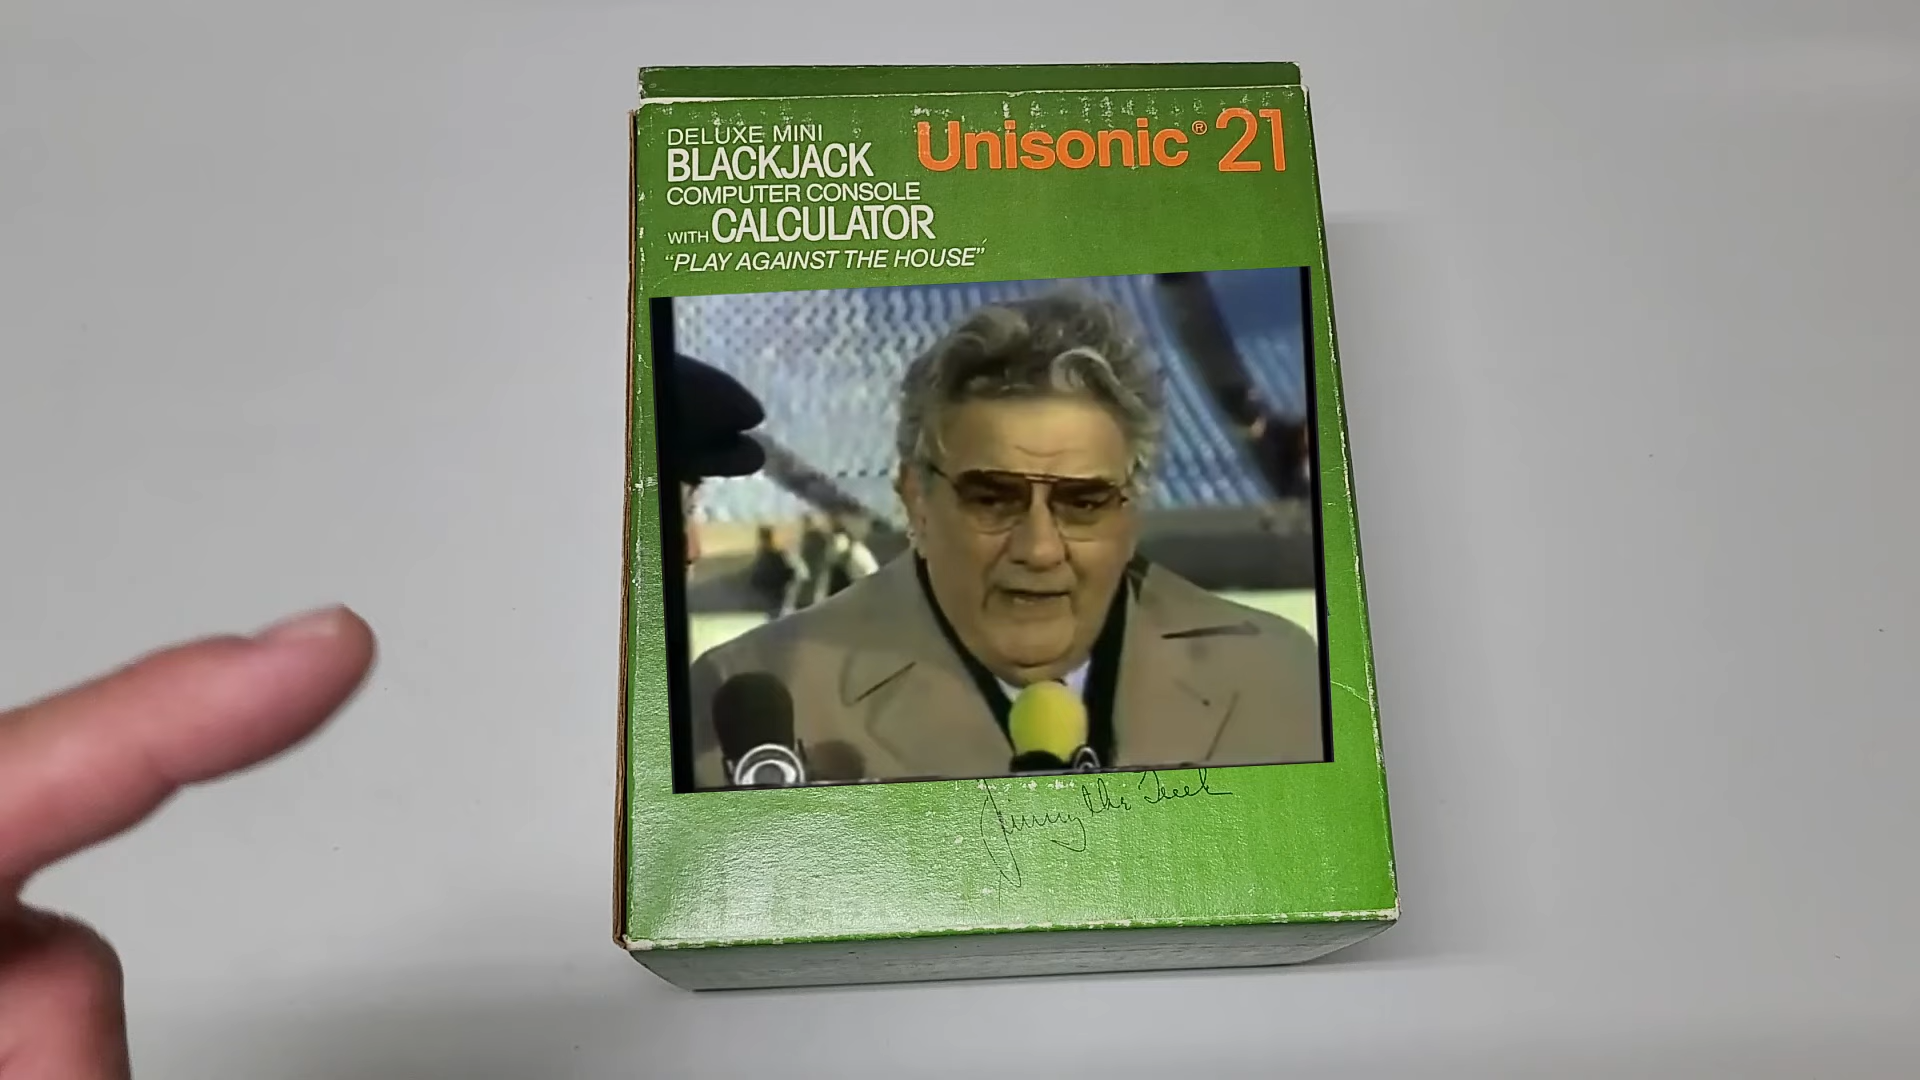 DELUXE MINI
BLACKJACK
COMPUTER CONSOLE
WITH CALCULATOR
"PLAY AGAINST THE HOUSE"
Unisonic® 21
Jimmy the Greek